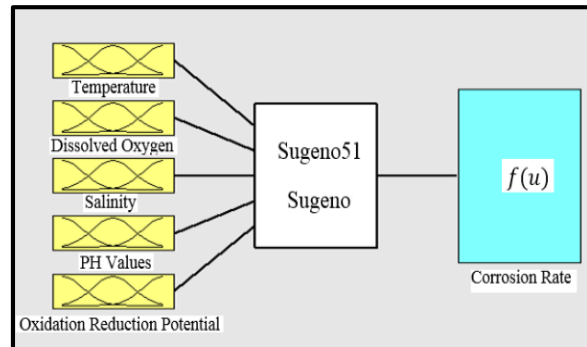 Temperature
Dissolved Oxygen
Salinity
PH Values
Oxidation Reduction Potential
Sugeno51
Sugeno
f(u)
Corrosion Rate